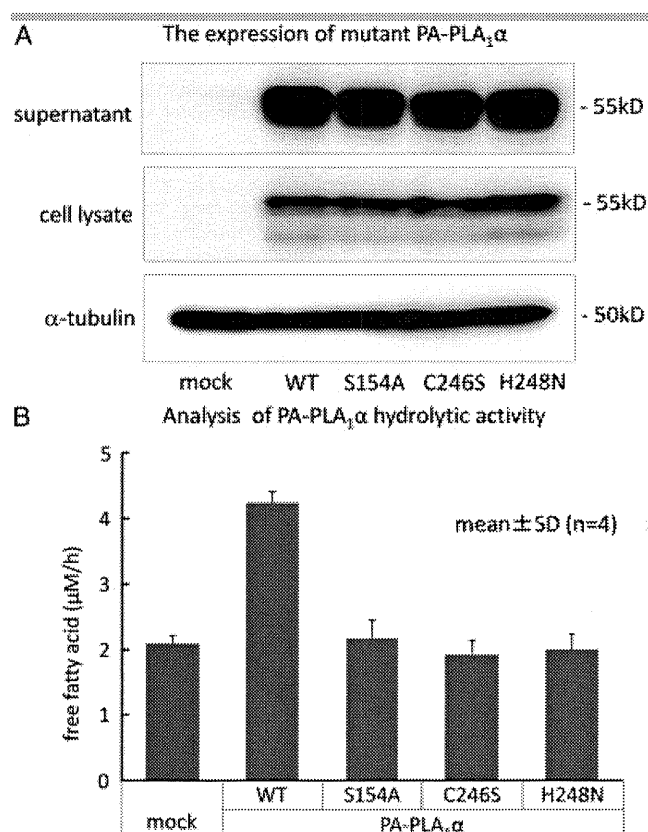 A The expression of mutant PA-PLA₁α
supernatant - 55kD
cell lysate - 55kD
α-tubulin - 50kD
mock WT S154A C246S H248N
B Analysis of PA-PLA₁α hydrolytic activity
mean±SD (n=4)
free fatty acid (μM/h)
5
4
3
2
1
0
WT S154A C246S H248N
mock PA-PLA₁α